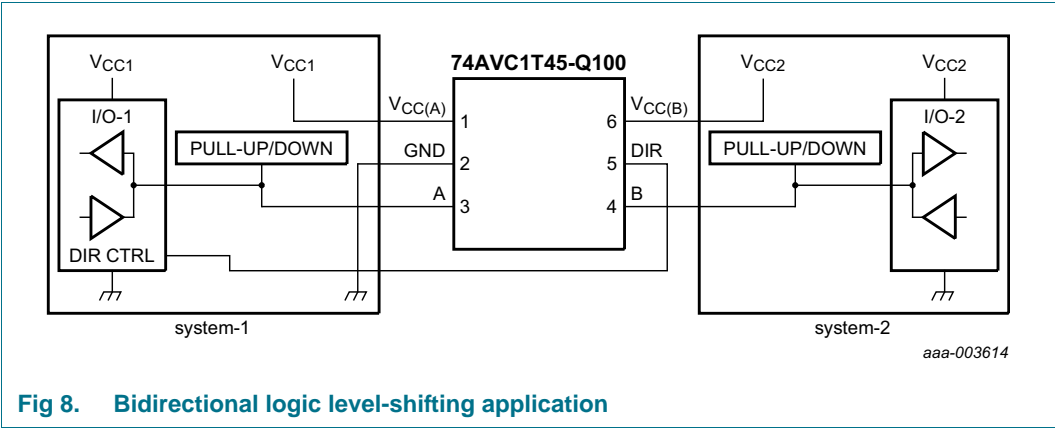 74AVC1T45-Q100
VCC1
VCC1
VCC2
VCC2
I/O-1
VCC(A)
VCC(B)
I/O-2
1
6
PULL-UP/DOWN
GND
DIR
PULL-UP/DOWN
2
5
A
B
3
4
DIR CTRL
system-1
system-2
aaa-003614
Fig 8. Bidirectional logic level-shifting application